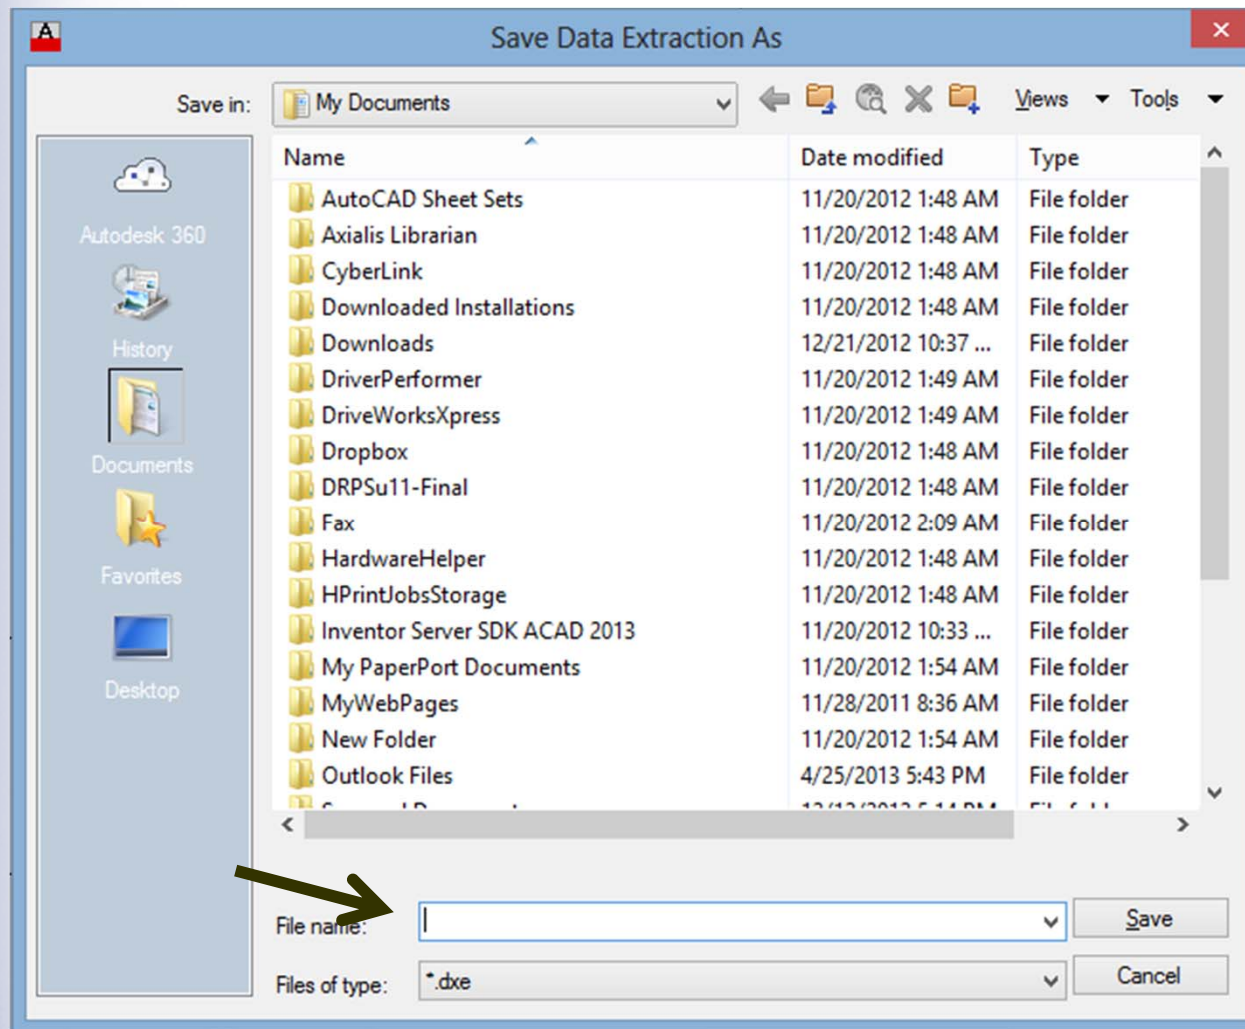 A
Save Data Extraction As
Save in: My Documents Views Tools
Autodesk 360
History
Documents
Favorites
Desktop
Name Date modified Type
AutoCAD Sheet Sets 11/20/2012 1:48 AM File folder
Axialis Librarian 11/20/2012 1:48 AM File folder
CyberLink 11/20/2012 1:48 AM File folder
Downloaded Installations 11/20/2012 1:48 AM File folder
Downloads 12/21/2012 10:37 ... File folder
DriverPerformer 11/20/2012 1:49 AM File folder
DriveWorksXpress 11/20/2012 1:49 AM File folder
Dropbox 11/20/2012 1:48 AM File folder
DRPSu11-Final 11/20/2012 1:48 AM File folder
Fax 11/20/2012 2:09 AM File folder
HardwareHelper 11/20/2012 1:48 AM File folder
HPrintJobsStorage 11/20/2012 1:48 AM File folder
Inventor Server SDK ACAD 2013 11/20/2012 10:33 ... File folder
My PaperPort Documents 11/20/2012 1:54 AM File folder
MyWebPages 11/28/2011 8:36 AM File folder
New Folder 11/20/2012 1:54 AM File folder
Outlook Files 4/25/2013 5:43 PM File folder
File name: Save
Files of type: *.dxe Cancel